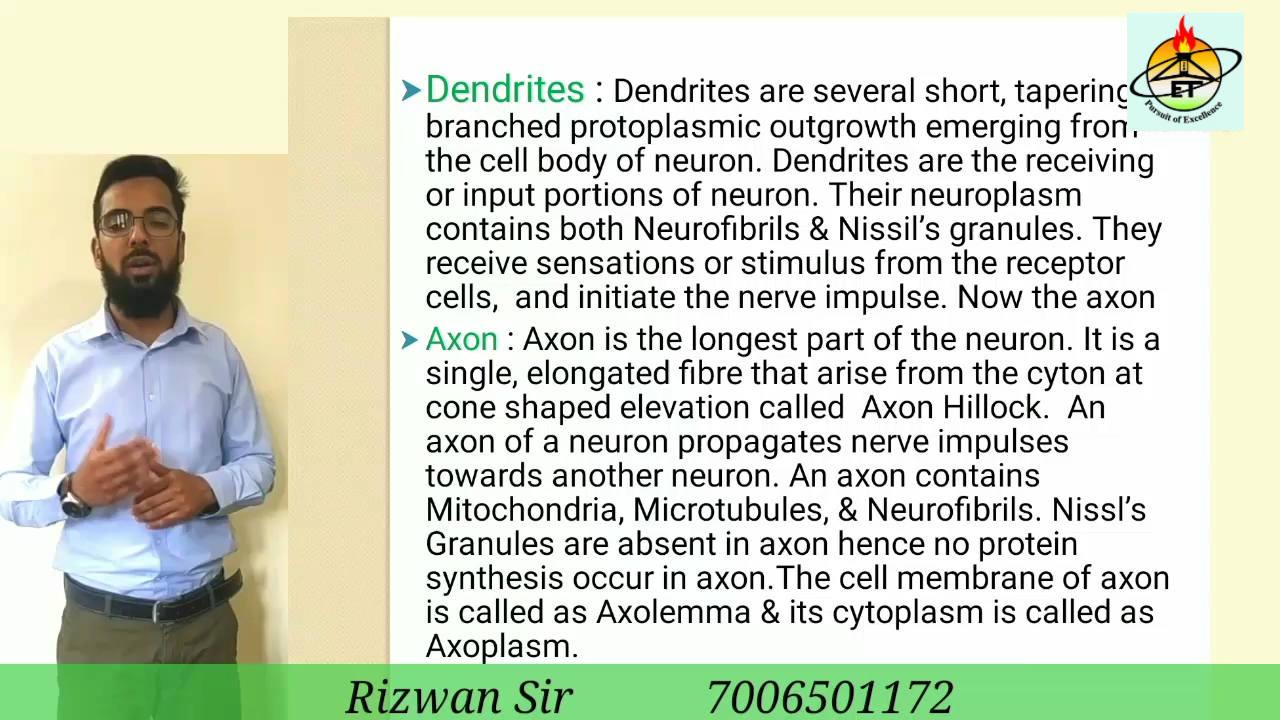 Dendrites : Dendrites are several short, tapering
branched protoplasmic outgrowth emerging from
the cell body of neuron. Dendrites are the receiving
or input portions of neuron. Their neuroplasm
contains both Neurofibrils & Nissil’s granules. They
receive sensations or stimulus from the receptor
cells,  and initiate the nerve impulse. Now the axon
Axon : Axon is the longest part of the neuron. It is a
single, elongated fibre that arise from the cyton at
cone shaped elevation called  Axon Hillock.  An
axon of a neuron propagates nerve impulses
towards another neuron. An axon contains
Mitochondria, Microtubules, & Neurofibrils. Nissl’s
Granules are absent in axon hence no protein
synthesis occur in axon.The cell membrane of axon
is called as Axolemma & its cytoplasm is called as
Axoplasm.
ET
Pursuit of Excellence
Rizwan Sir 7006501172